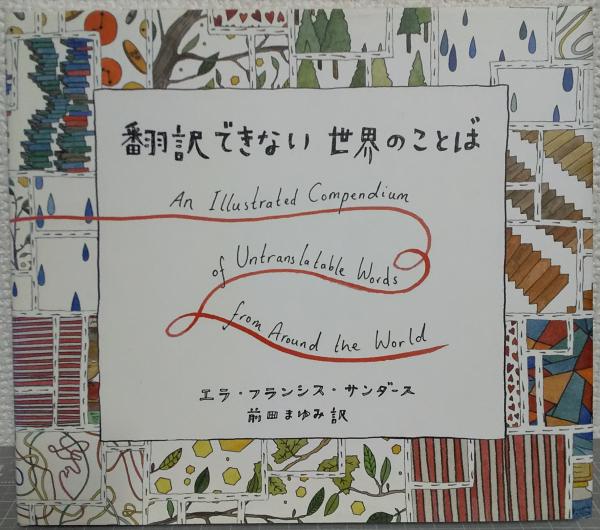 翻訳できない 世界のことば
An Illustrated Compendium
of Untranslatable Words
from Around the World
エラ・フランシス・サンダース
前田まゆみ訳